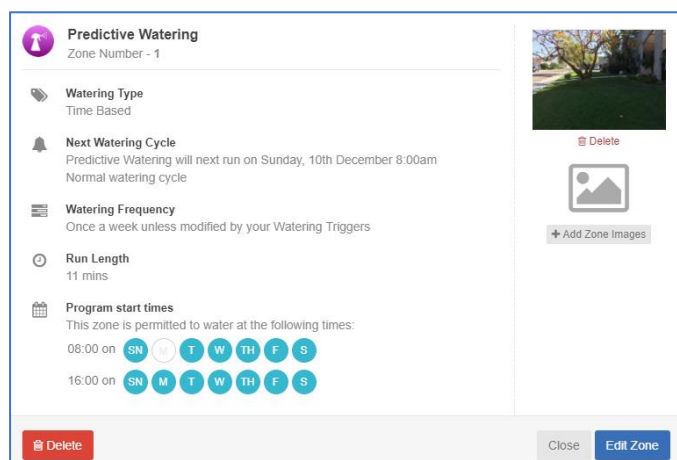 Predictive Watering
Zone Number - 1
Watering Type
Time Based
Next Watering Cycle
Predictive Watering will next run on Sunday, 10th December 8:00am
Normal watering cycle
Watering Frequency
Once a week unless modified by your Watering Triggers
Run Length
11 mins
Program start times
This zone is permitted to water at the following times:
08:00 on SN M T W TH F S
16:00 on SN M T W TH F S
Delete
+ Add Zone Images
Delete
Close
Edit Zone